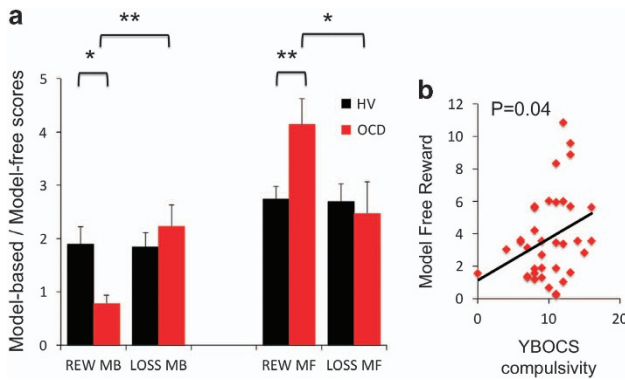 a
**
*
*
**
Model-based / Model-free scores
5
4
3
2
1
0
HV
OCD
REW MB
LOSS MB
REW MF
LOSS MF
b
P=0.04
Model Free Reward
12
10
8
6
4
2
0
0
10
20
YBOCS
compulsivity